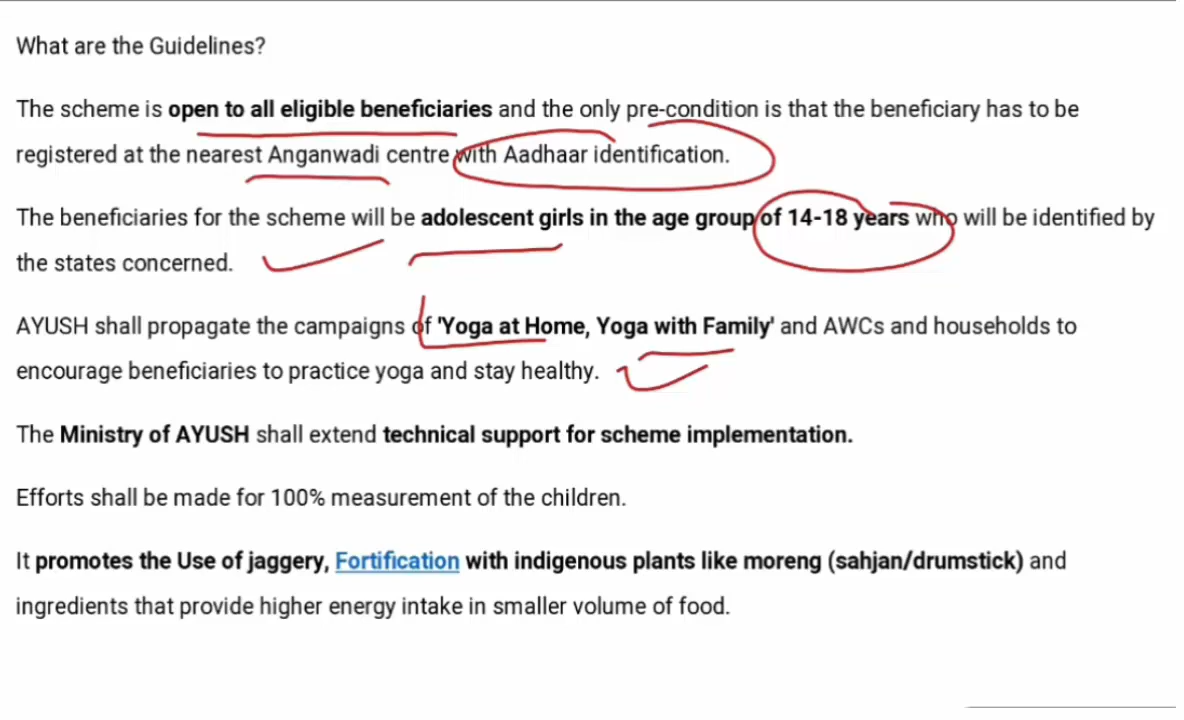 What are the Guidelines?
The scheme is open to all eligible beneficiaries and the only pre-condition is that the beneficiary has to be
registered at the nearest Anganwadi centre with Aadhaar identification.
The beneficiaries for the scheme will be adolescent girls in the age group of 14-18 years who will be identified by
the states concerned.
AYUSH shall propagate the campaigns of 'Yoga at Home, Yoga with Family' and AWCs and households to
encourage beneficiaries to practice yoga and stay healthy.
The Ministry of AYUSH shall extend technical support for scheme implementation.
Efforts shall be made for 100% measurement of the children.
It promotes the Use of jaggery, Fortification with indigenous plants like moreng (sahjan/drumstick) and
ingredients that provide higher energy intake in smaller volume of food.